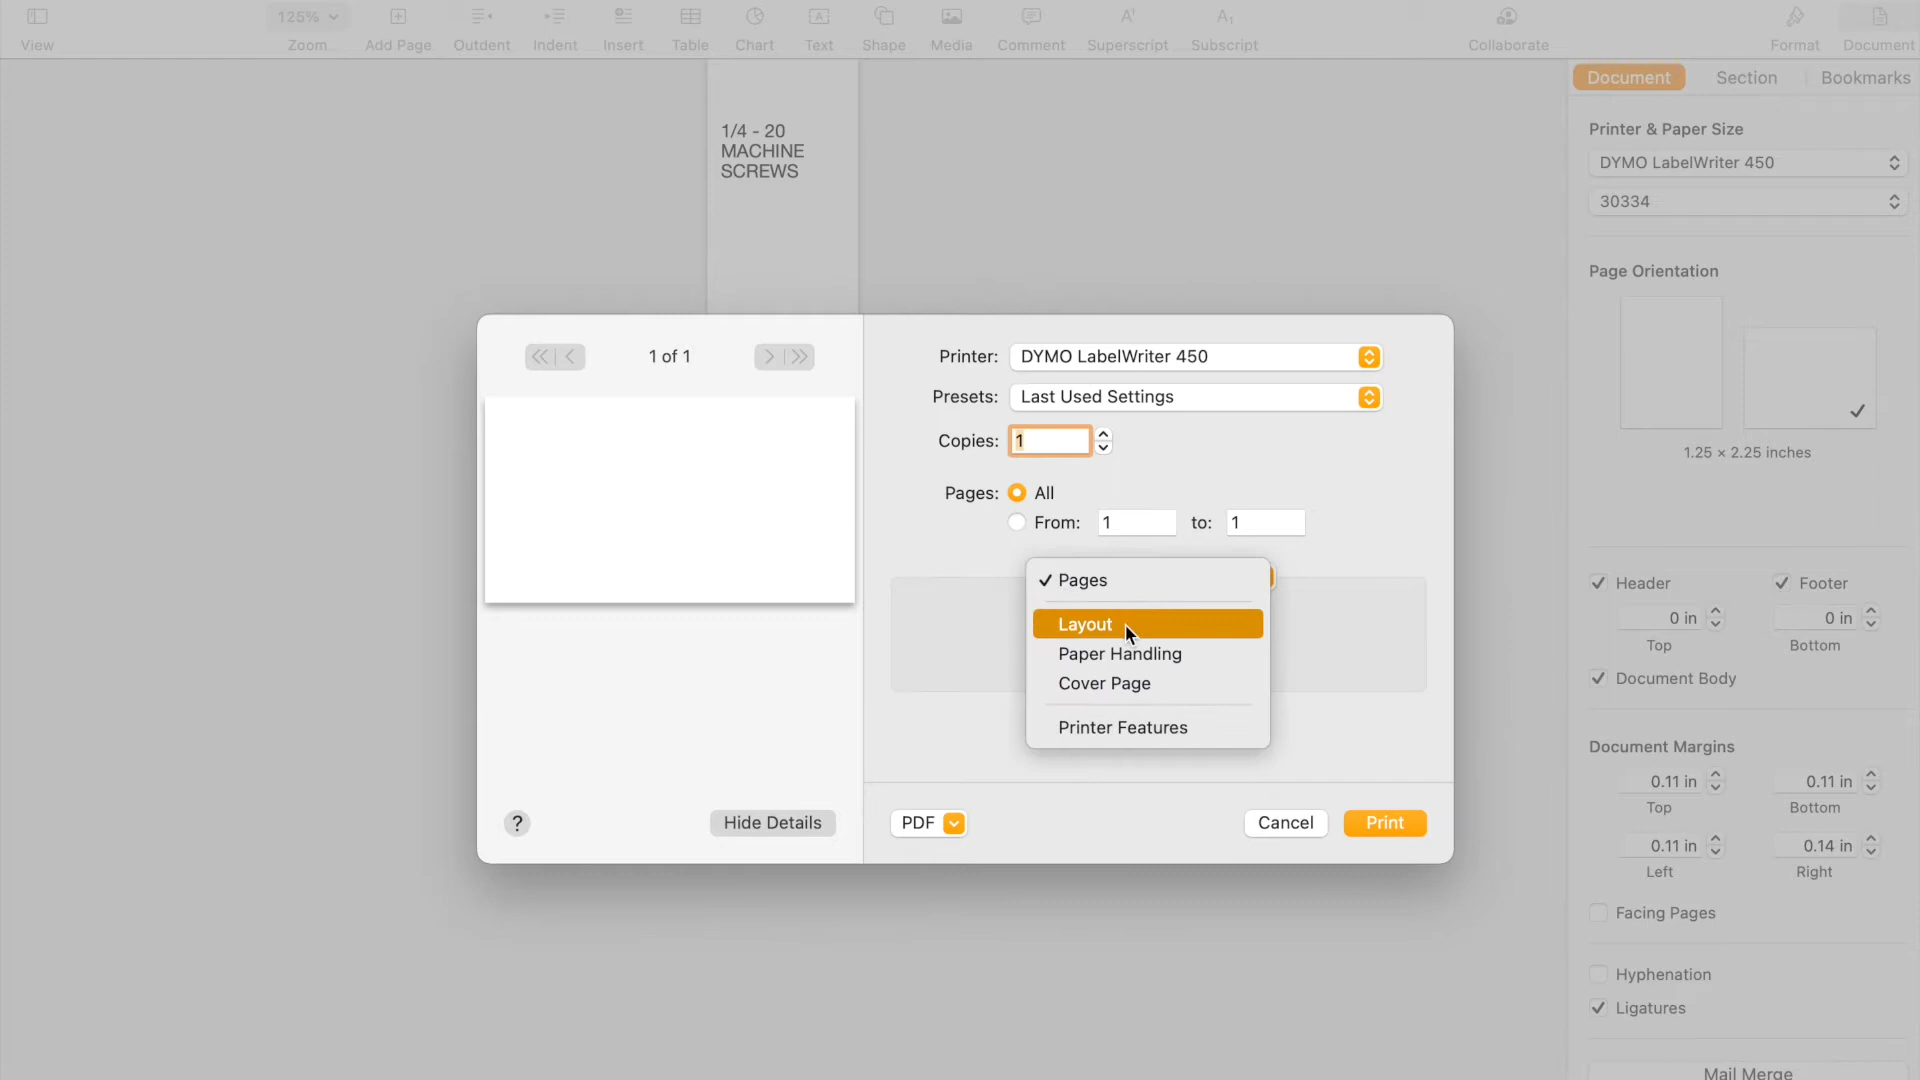 View
125%
Zoom
Add Page
Outdent
Indent
Insert
Table
Chart
Text
Shape
Media
Comment
Superscript
Subscript
Collaborate
Format
Document
Document
Section
Bookmarks
1/4 - 20
MACHINE
SCREWS
Printer & Paper Size
DYMO LabelWriter 450
30334
Page Orientation
1.25 × 2.25 inches
Header
Footer
0 in
0 in
Top
Bottom
Document Body
Document Margins
0.11 in
0.11 in
Top
Bottom
0.11 in
0.14 in
Left
Right
Facing Pages
Hyphenation
Ligatures
Mail Merge
1 of 1
Printer:
DYMO LabelWriter 450
Presets:
Last Used Settings
Copies:
1
Pages:
All
From:
1
to:
1
Pages
Layout
Paper Handling
Cover Page
Printer Features
?
Hide Details
PDF
Cancel
Print